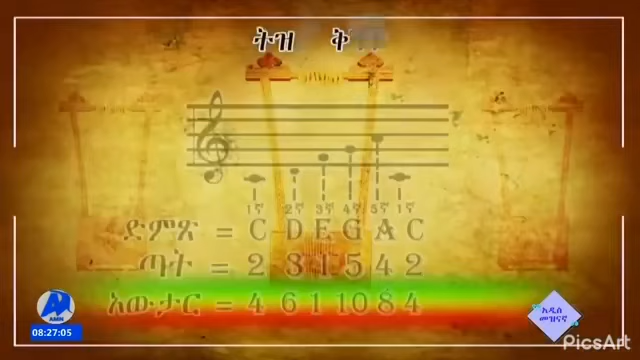 ትዝ ቅ
1ኛ 2ኛ 3ኛ 4ኛ 5ኛ 1ኛ
ድምጽ = C D E G A C
ጣት = 2 3 1 5 4 2
አውታር = 4 6 1 10 8 4
AMN
08:27:05
አዲስ
መዝናኛ
PicsArt